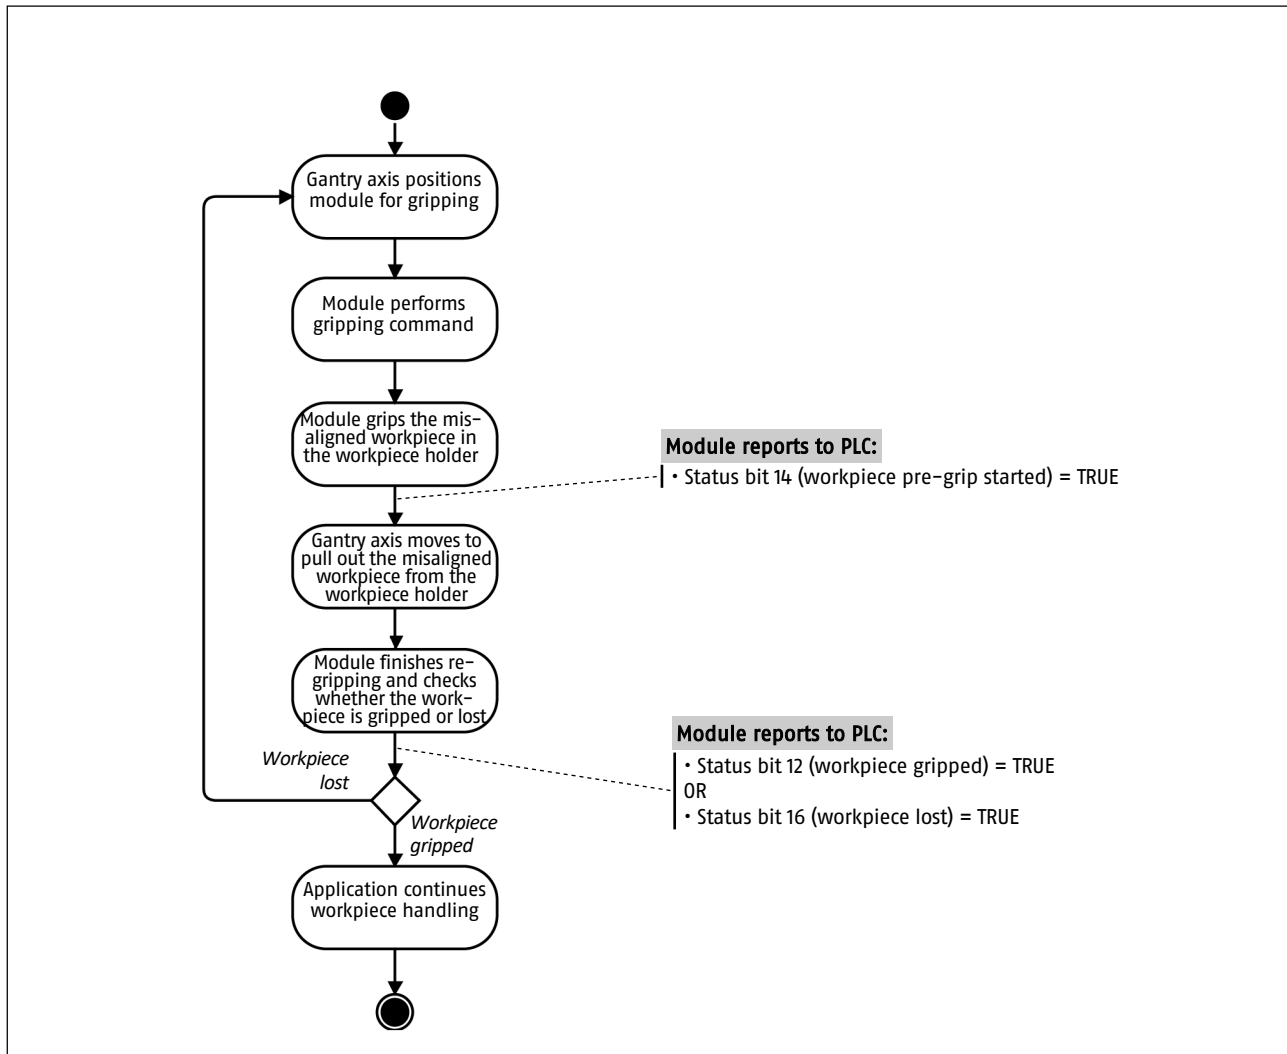 Gantry axis positions
module for gripping
Module performs
gripping command
Module grips the mis-
aligned workpiece in
the workpiece holder
Module reports to PLC:
• Status bit 14 (workpiece pre-grip started) = TRUE
Gantry axis moves to
pull out the misaligned
workpiece from the
workpiece holder
Module finishes re-
gripping and checks
whether the work-
piece is gripped or lost
Module reports to PLC:
• Status bit 12 (workpiece gripped) = TRUE
OR
• Status bit 16 (workpiece lost) = TRUE
Workpiece
lost
Workpiece
gripped
Application continues
workpiece handling